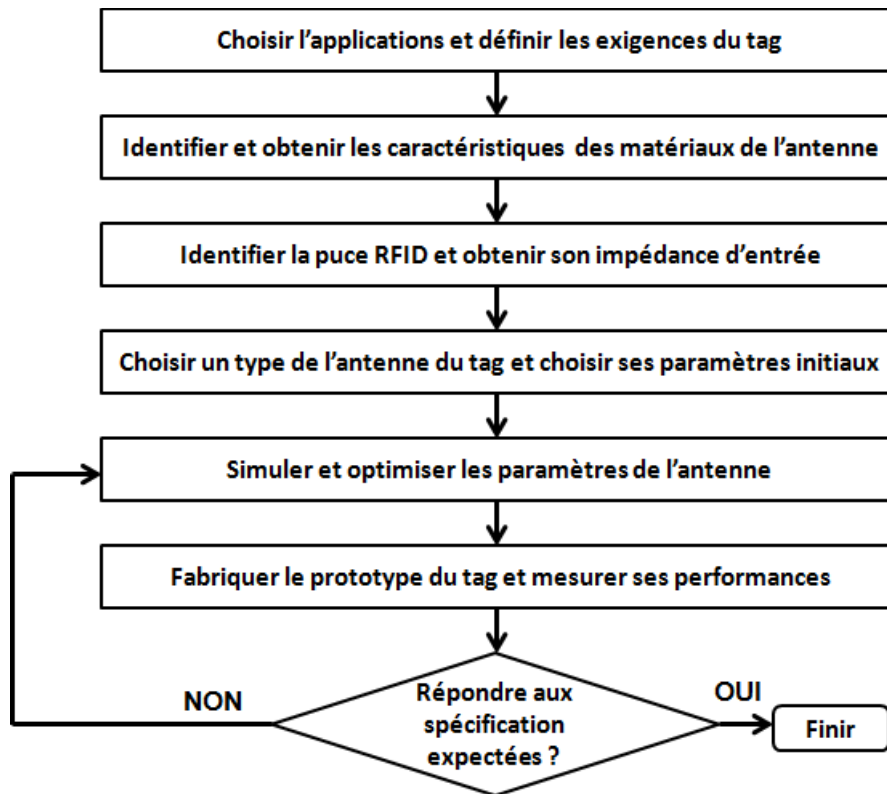 Choisir l’applications et définir les exigences du tag
Identifier et obtenir les caractéristiques des matériaux de l’antenne
Identifier la puce RFID et obtenir son impédance d’entrée
Choisir un type de l’antenne du tag et choisir ses paramètres initiaux
Simuler et optimiser les paramètres de l’antenne
Fabriquer le prototype du tag et mesurer ses performances
NON
Répondre aux
spécification
expectées ?
OUI
Finir